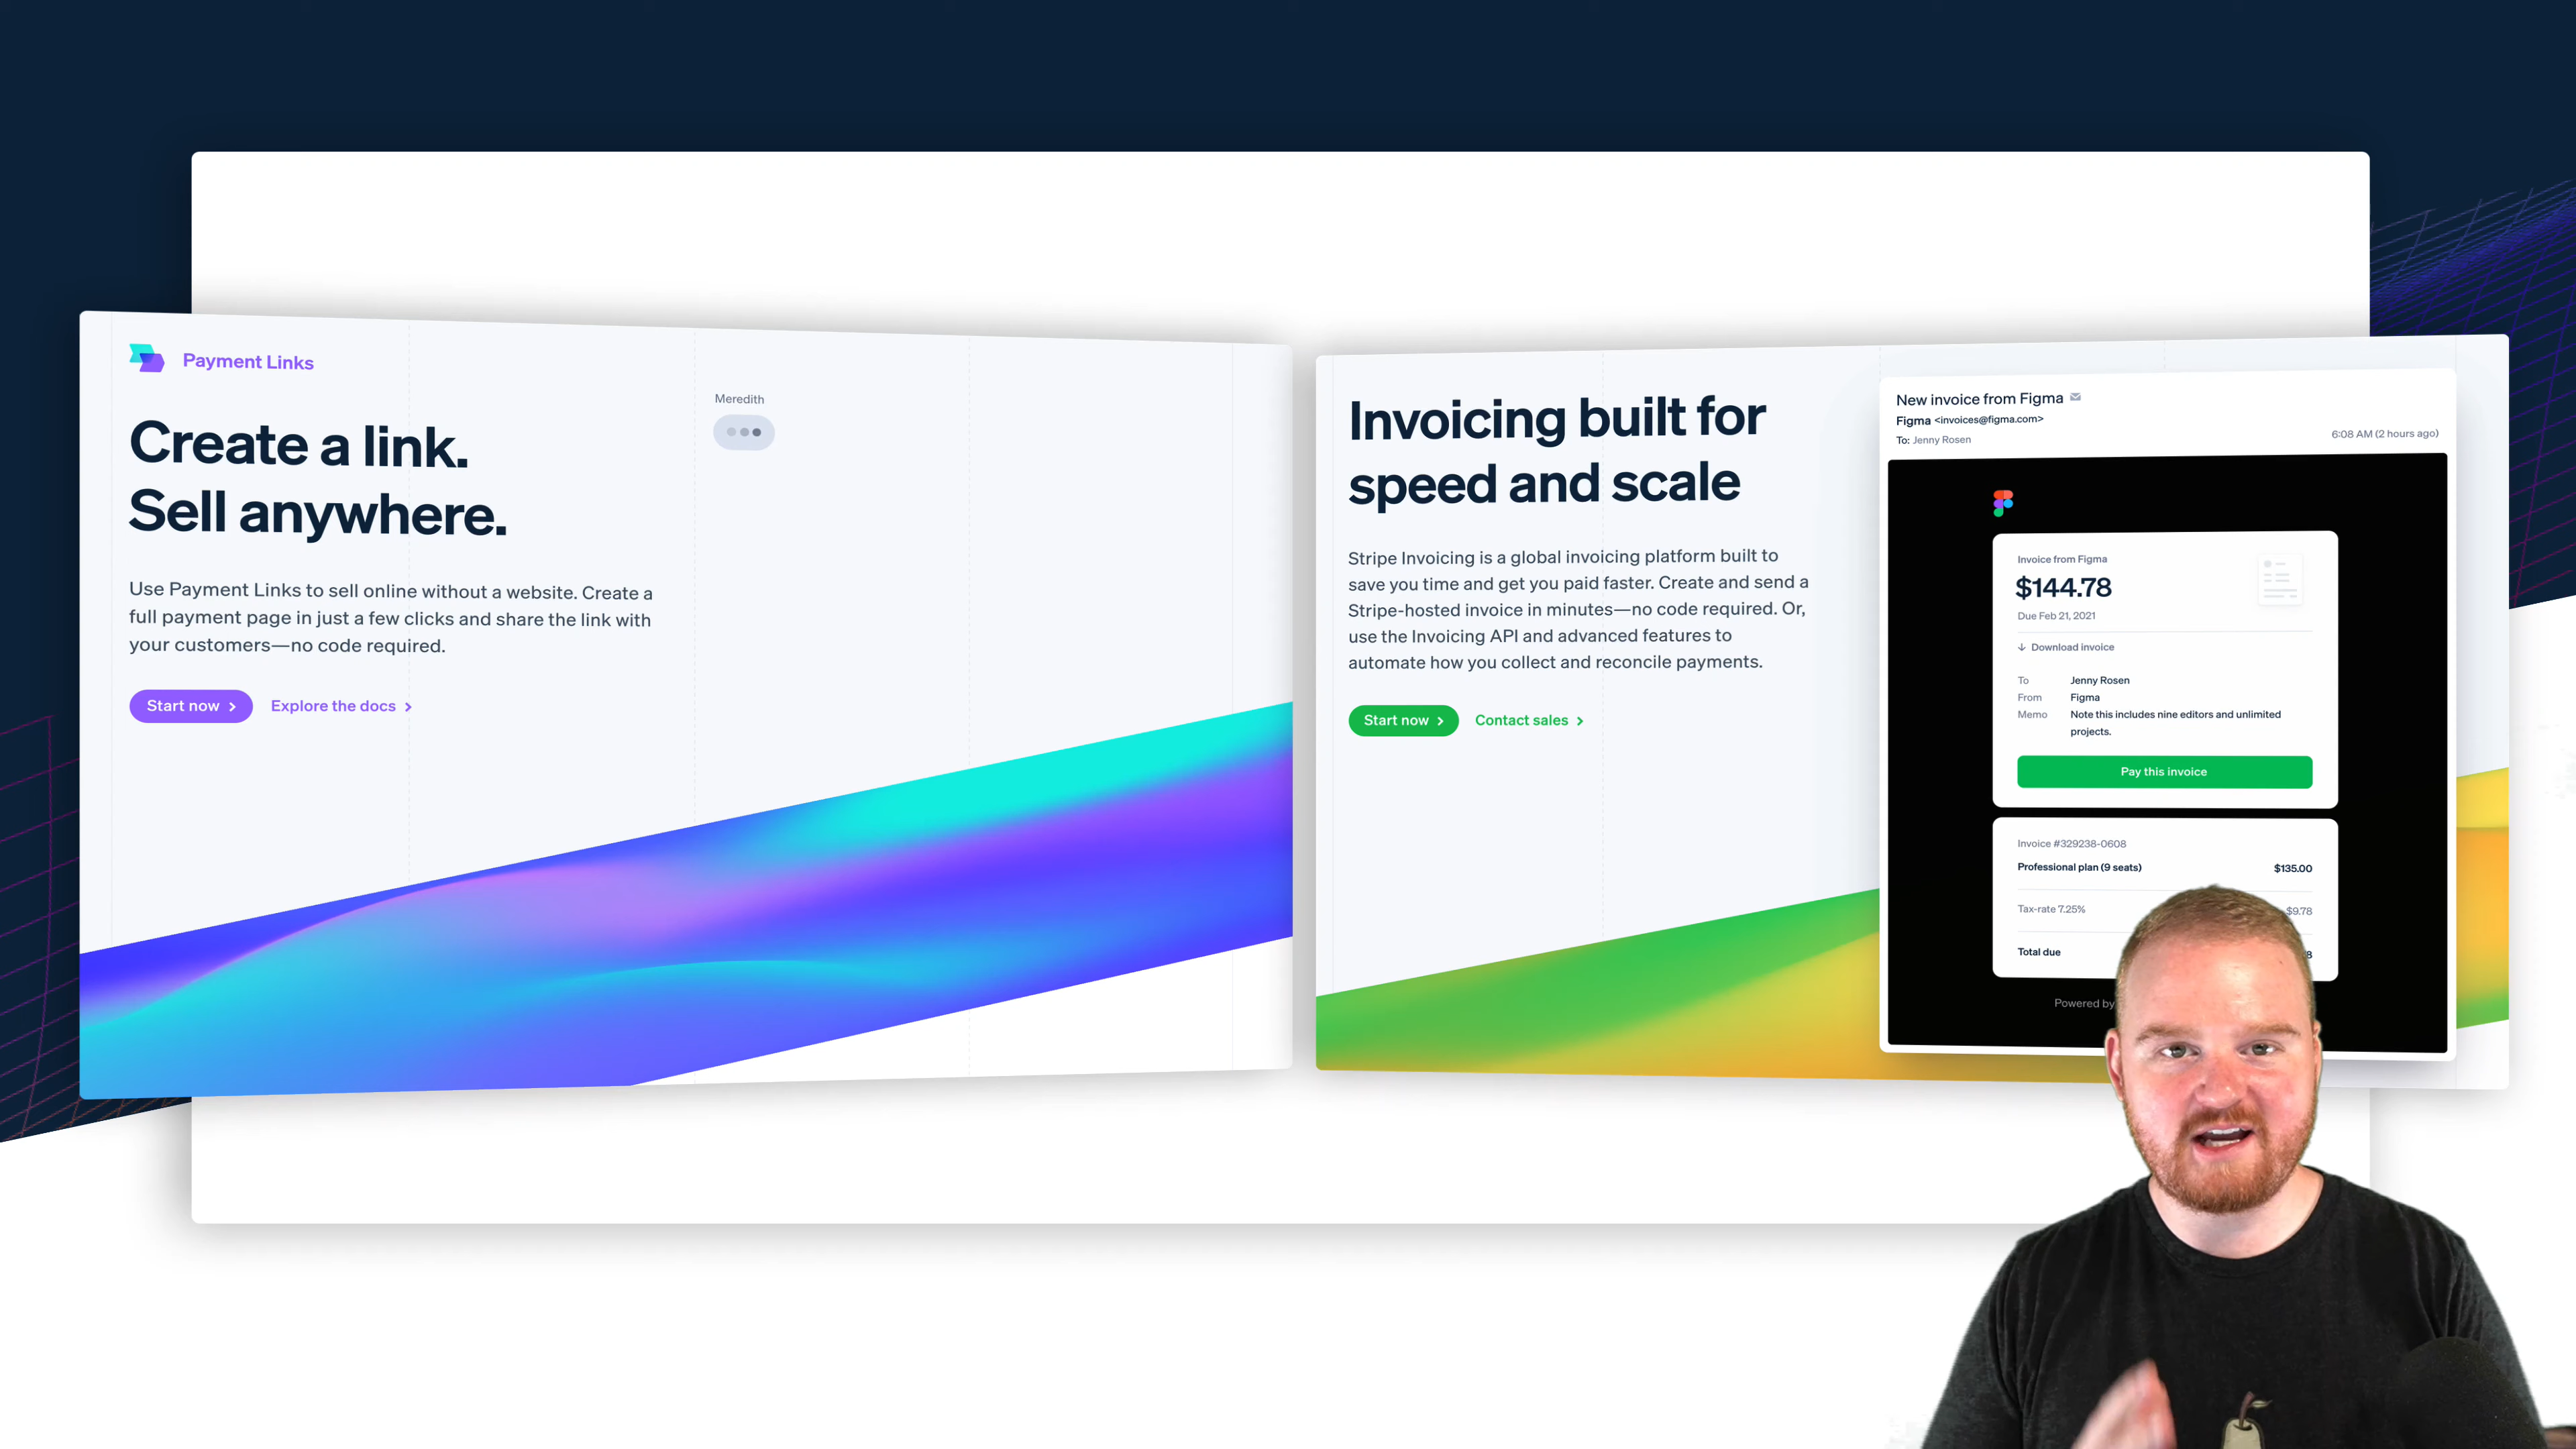 Payment Links
Create a link.
Sell anywhere.
Use Payment Links to sell online without a website. Create a
full payment page in just a few clicks and share the link with
your customers—no code required.
Start now
Explore the docs
Meredith
Invoicing built for
speed and scale
Stripe Invoicing is a global invoicing platform built to
save you time and get you paid faster. Create and send a
Stripe-hosted invoice in minutes—no code required. Or,
use the Invoicing API and advanced features to
automate how you collect and reconcile payments.
Start now
Contact sales
New invoice from Figma
Figma <invoices@figma.com>
To: Jenny Rosen
6:08 AM (2 hours ago)
Invoice from Figma
$144.78
Due Feb 21, 2021
Download invoice
To Jenny Rosen
From Figma
Memo Note this includes nine editors and unlimited
projects.
Pay this invoice
Invoice #329238-0608
Professional plan (9 seats) $135.00
Tax-rate 7.25% $9.78
Total due
Powered by